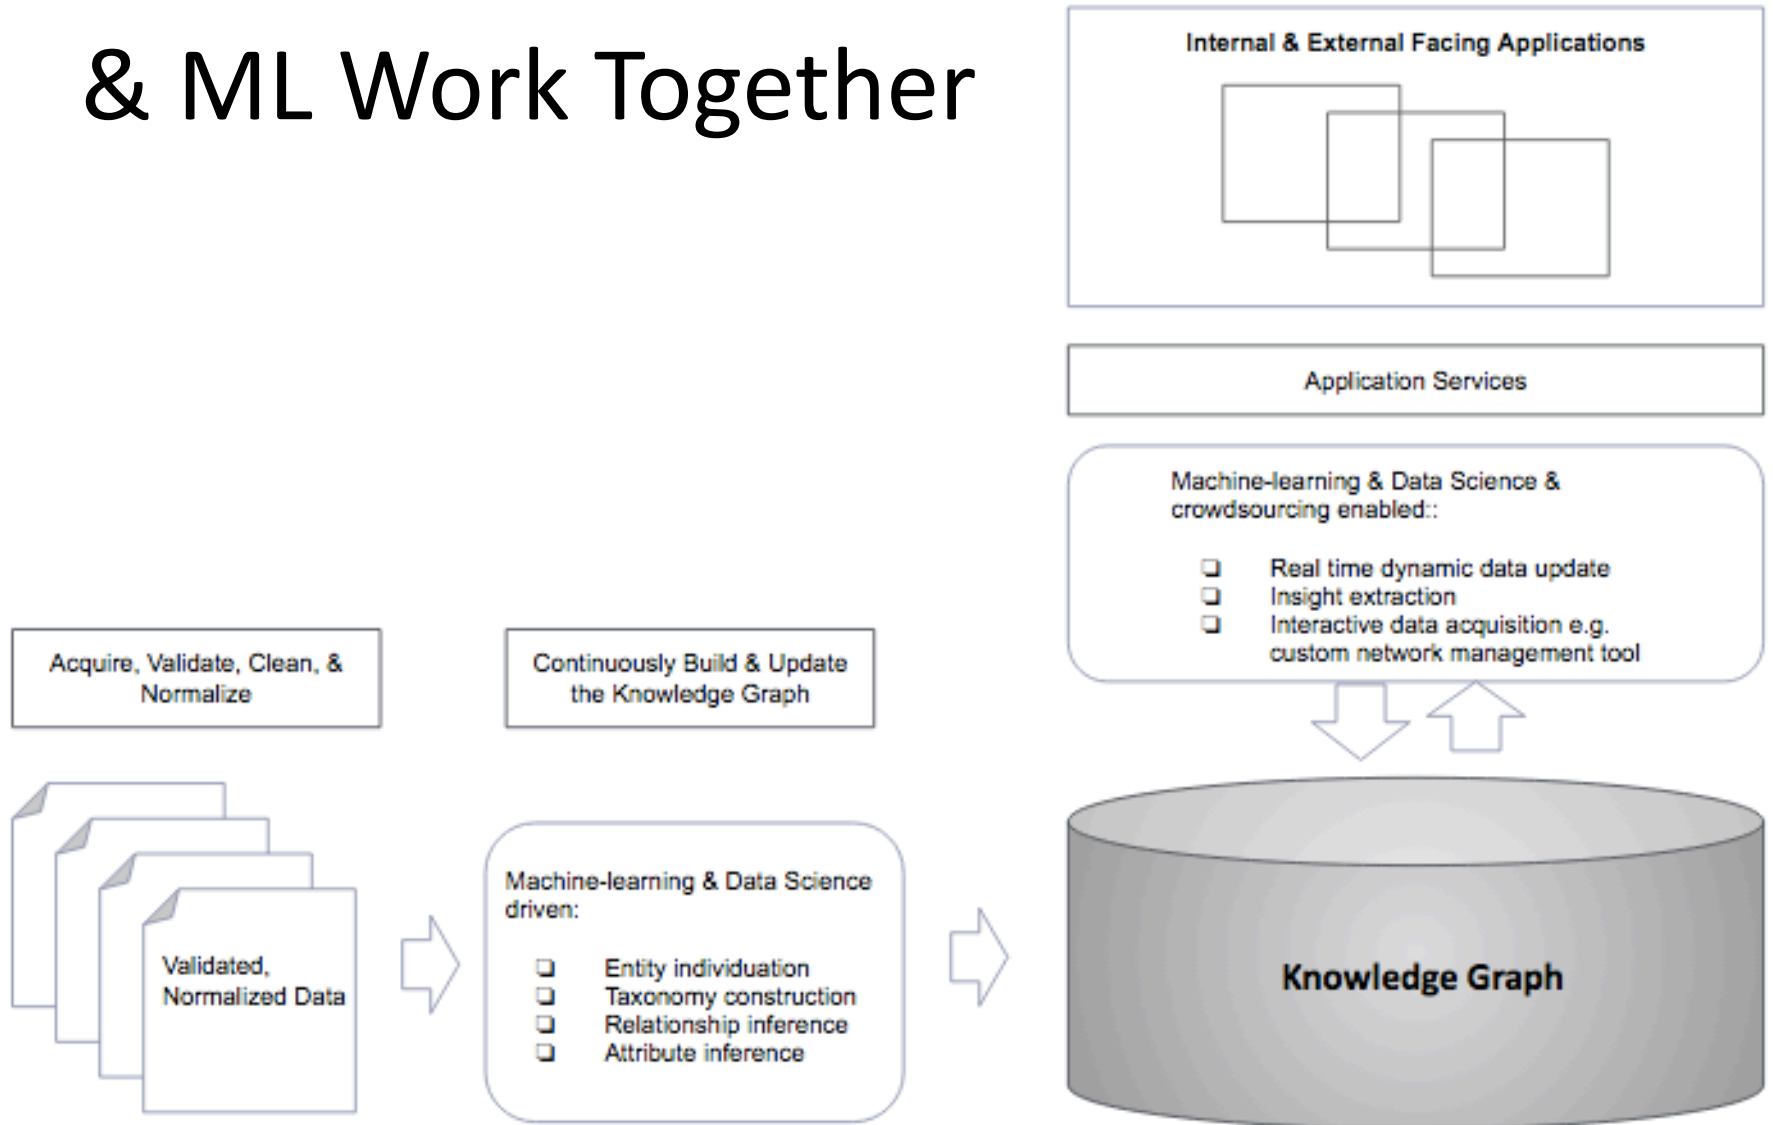 & ML Work Together
Internal & External Facing Applications
Application Services
Machine-learning & Data Science &
crowdsourcing enabled::
❏ Real time dynamic data update
❏ Insight extraction
❏ Interactive data acquisition e.g.
custom network management tool
Acquire, Validate, Clean, &
Normalize
Continuously Build & Update
the Knowledge Graph
Validated,
Normalized Data
Machine-learning & Data Science
driven:
❏ Entity individuation
❏ Taxonomy construction
❏ Relationship inference
❏ Attribute inference
Knowledge Graph